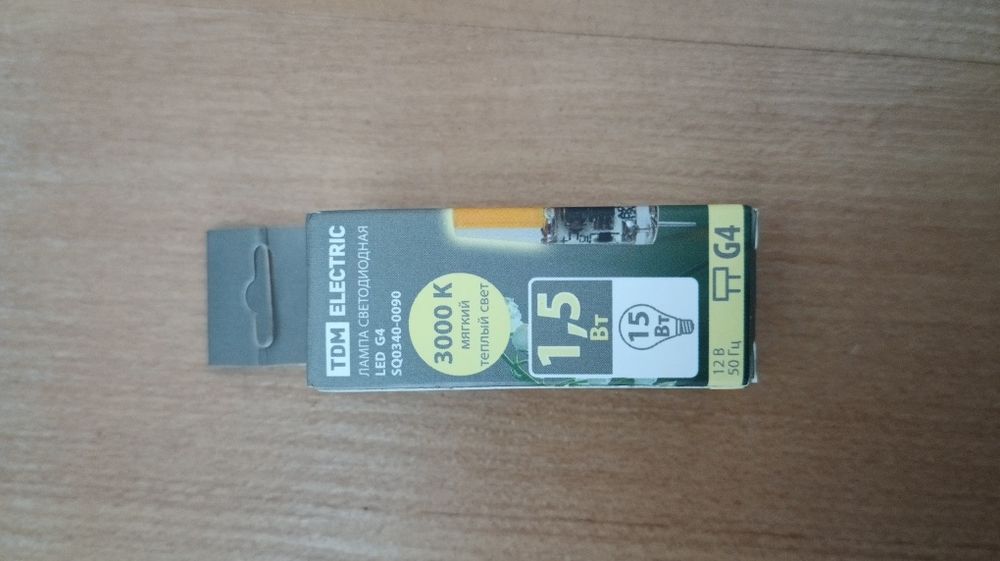 TDM ELECTRIC
ЛАМПА СВЕТОДИОДНАЯ
LED G4
SQ0340-0090
3000 К
мягкий
теплый свет
1,5
Вт
15
Вт
12 В
50 Гц
G4